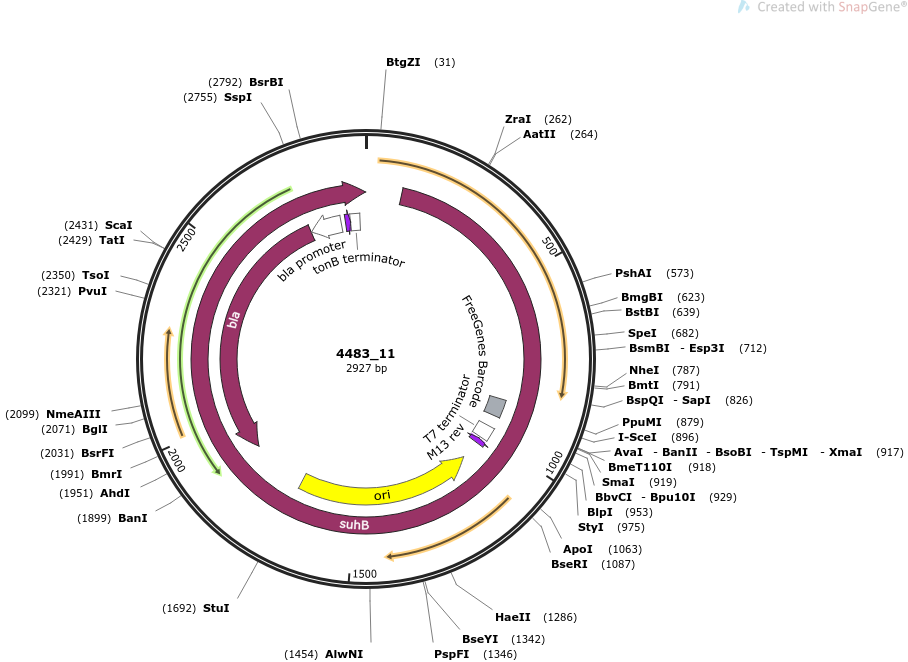 Created with SnapGene®
BtgZI (31)
(2792) BsrBI
(2755) SspI
ZraI (262)
AatII (264)
(2431) ScaI
(2429) TatI
2500
500
(2350) TsoI
(2321) PvuI
PshAI (573)
BmgBI (623)
BstBI (639)
SpeI (682)
BsmBI - Esp3I (712)
NheI (787)
BmtI (791)
BspQI - SapI (826)
PpuMI (879)
I-SceI (896)
AvaI - BanII - BsoBI - TspMI - XmaI (917)
BmeT110I (918)
SmaI (919)
BbvCI - Bpu10I (929)
BlpI (953)
StyI (975)
ApoI (1063)
BseRI (1087)
HaeII (1286)
BseYI (1342)
PspFI (1346)
(1454) AlwNI
(1692) StuI
(1899) BanI
(1951) AhdI
(1991) BmrI
(2031) BsrFI
(2071) BglI
(2099) NmeAIII
2000
1500
1000
bla promoter
tonB terminator
bla
FreeGenes Barcode
T7 terminator
M13 rev
ori
suhB
4483_11
2927 bp